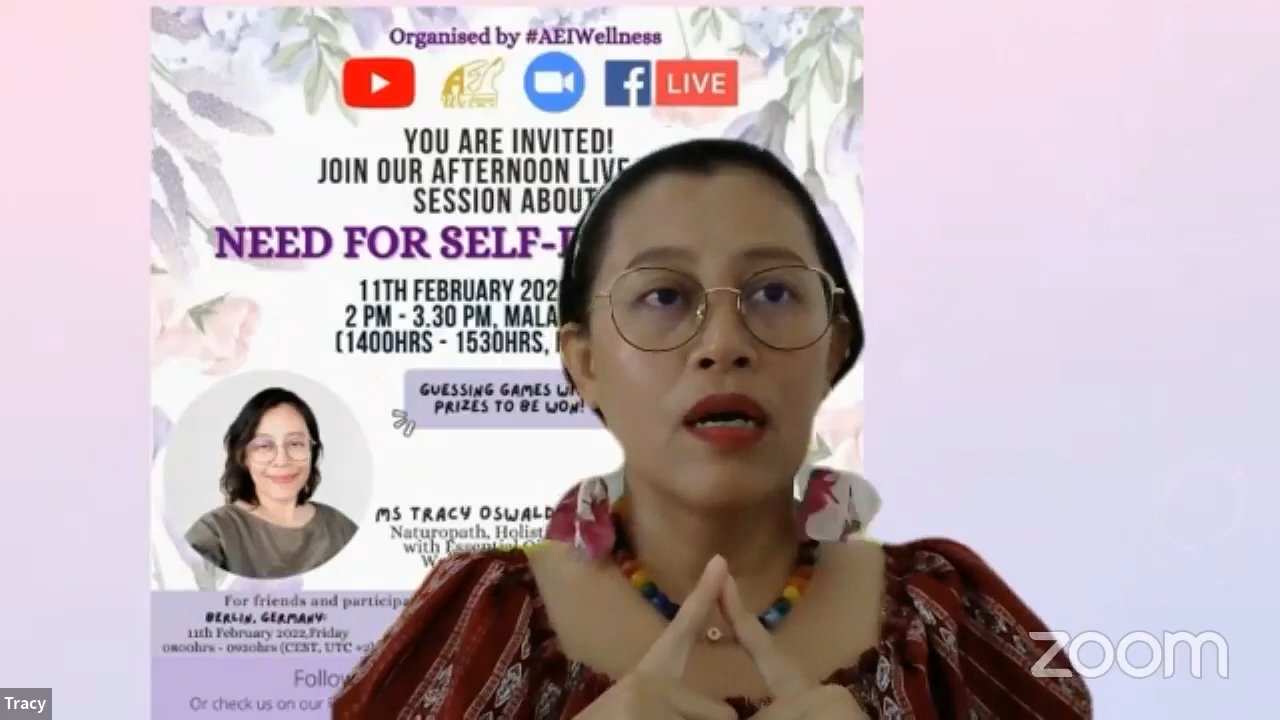 Organised by #AEIWellness
LIVE
YOU ARE INVITED!
JOIN OUR AFTERNOON LIVE
SESSION ABOUT
NEED FOR SELF-
11TH FEBRUARY 202
2 PM - 3.30 PM, MALA
(1400HRS - 1530HRS,
GUESSING GAMES
PRIZES TO BE WON!
MS TRACY OSWALD
Naturopath, Holist
with Essential
For friends and participa
BERLIN, GERMANY:
11th February 2022,Friday
0800hrs - 0930hrs (CEST, UTC +2)
Follow
Or check us on our
zoom
Tracy